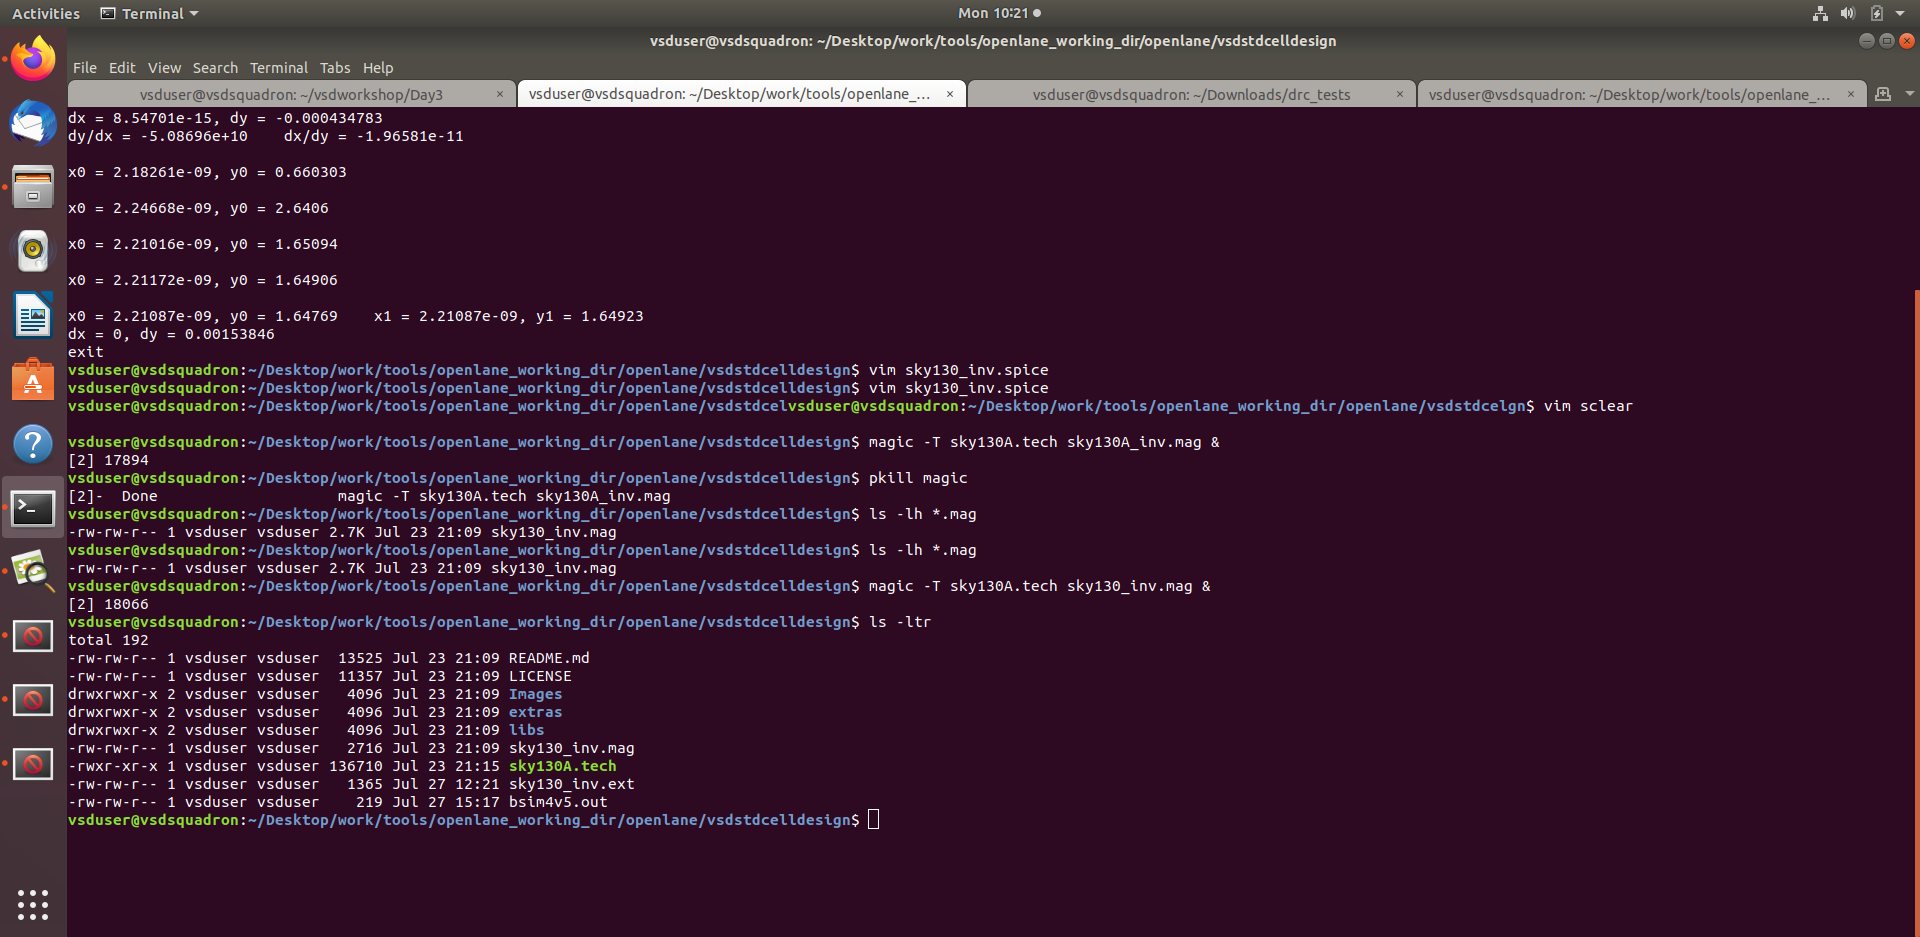 Activities
Terminal
Mon 10:21
vsduser@vsdsquadron: ~/Desktop/work/tools/openlane_working_dir/openlane/vsdstdcelldesign
File Edit View Search Terminal Tabs Help
vsduser@vsdsquadron: ~/vsdworkshop/Day3 ×
vsduser@vsdsquadron: ~/Desktop/work/tools/openlane_... ×
vsduser@vsdsquadron: ~/Downloads/drc_tests ×
vsduser@vsdsquadron: ~/Desktop/work/tools/openlane_... ×
dx = 8.54701e-15, dy = -0.000434783
dy/dx = -5.08696e+10    dx/dy = -1.96581e-11
x0 = 2.18261e-09, y0 = 0.660303
x0 = 2.24668e-09, y0 = 2.6406
x0 = 2.21016e-09, y0 = 1.65094
x0 = 2.21172e-09, y0 = 1.64906
x0 = 2.21087e-09, y0 = 1.64769    x1 = 2.21087e-09, y1 = 1.64923
dx = 0, dy = 0.00153846
exit
vsduser@vsdsquadron:~/Desktop/work/tools/openlane_working_dir/openlane/vsdstdcelldesign$ vim sky130_inv.spice
vsduser@vsdsquadron:~/Desktop/work/tools/openlane_working_dir/openlane/vsdstdcelldesign$ vim sky130_inv.spice
vsduser@vsdsquadron:~/Desktop/work/tools/openlane_working_dir/openlane/vsdstdcelvsduser@vsdsquadron:~/Desktop/work/tools/openlane_working_dir/openlane/vsdstdcelgn$ vim sclear
vsduser@vsdsquadron:~/Desktop/work/tools/openlane_working_dir/openlane/vsdstdcelldesign$ magic -T sky130A.tech sky130A_inv.mag &
[2] 17894
vsduser@vsdsquadron:~/Desktop/work/tools/openlane_working_dir/openlane/vsdstdcelldesign$ pkill magic
[2]-  Done                    magic -T sky130A.tech sky130A_inv.mag
vsduser@vsdsquadron:~/Desktop/work/tools/openlane_working_dir/openlane/vsdstdcelldesign$ ls -lh *.mag
-rw-rw-r-- 1 vsduser vsduser 2.7K Jul 23 21:09 sky130_inv.mag
vsduser@vsdsquadron:~/Desktop/work/tools/openlane_working_dir/openlane/vsdstdcelldesign$ ls -lh *.mag
-rw-rw-r-- 1 vsduser vsduser 2.7K Jul 23 21:09 sky130_inv.mag
vsduser@vsdsquadron:~/Desktop/work/tools/openlane_working_dir/openlane/vsdstdcelldesign$ magic -T sky130A.tech sky130_inv.mag &
[2] 18066
vsduser@vsdsquadron:~/Desktop/work/tools/openlane_working_dir/openlane/vsdstdcelldesign$ ls -ltr
total 192
-rw-rw-r-- 1 vsduser vsduser  13525 Jul 23 21:09 README.md
-rw-rw-r-- 1 vsduser vsduser  11357 Jul 23 21:09 LICENSE
drwxrwxr-x 2 vsduser vsduser   4096 Jul 23 21:09 Images
drwxrwxr-x 2 vsduser vsduser   4096 Jul 23 21:09 extras
drwxrwxr-x 2 vsduser vsduser   4096 Jul 23 21:09 libs
-rw-rw-r-- 1 vsduser vsduser   2716 Jul 23 21:09 sky130_inv.mag
-rwxr-xr-x 1 vsduser vsduser 136710 Jul 23 21:15 sky130A.tech
-rw-rw-r-- 1 vsduser vsduser   1365 Jul 27 12:21 sky130_inv.ext
-rw-rw-r-- 1 vsduser vsduser    219 Jul 27 15:17 bsim4v5.out
vsduser@vsdsquadron:~/Desktop/work/tools/openlane_working_dir/openlane/vsdstdcelldesign$